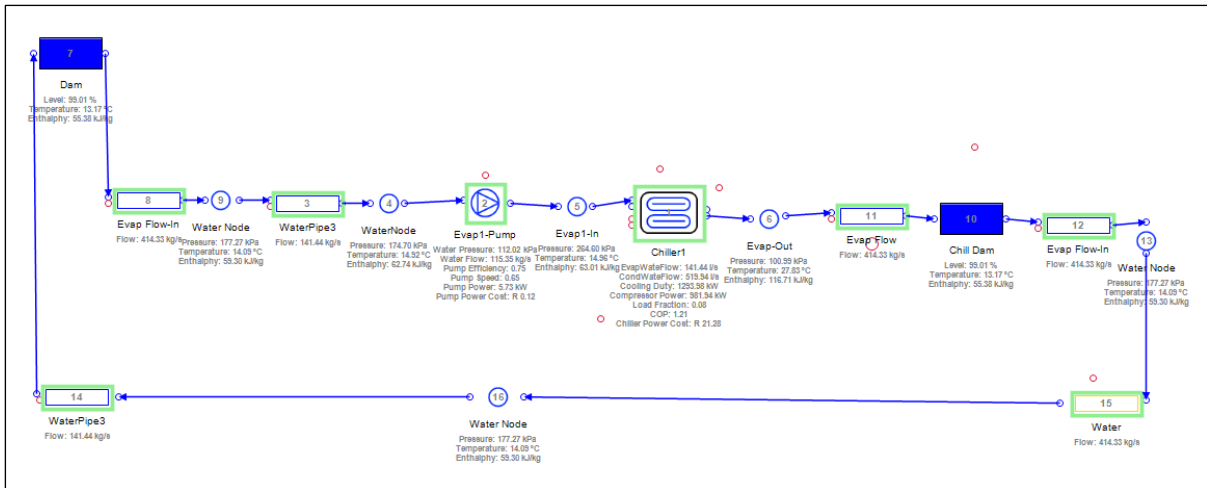 7
Dam
Level: 99.01 %
Temperature: 13.17 °C
Enthalphy: 55.38 kJ/kg
8
Evap Flow-In
Flow: 414.33 kg/s
9
Water Node
Pressure: 177.27 kPa
Temperature: 14.09 °C
Enthalphy: 59.30 kJ/kg
3
WaterPipe3
Flow: 141.44 kg/s
4
WaterNode
Pressure: 174.70 kPa
Temperature: 14.92 °C
Enthalphy: 62.74 kJ/kg
2
Evap1-Pump
Water Pressure: 112.02 kPa
Water Flow: 115.35 kg/s
Pump Efficiency: 0.75
Pump Speed: 0.65
Pump Power: 5.73 kW
Pump Power Cost: R 0.12
5
Evap1-In
Pressure: 264.60 kPa
Temperature: 14.96 °C
Enthalphy: 63.01 kJ/kg
Chiller1
EvapWateFlow: 141.44 l/s
CondWateFlow: 519.94 l/s
Cooling Duty: 1293.98 kW
Compressor Power: 981.94 kW
Load Fraction: 0.08
COP: 1.21
Chiller Power Cost: R 21.28
6
Evap-Out
Pressure: 100.99 kPa
Temperature: 27.83 °C
Enthalphy: 116.71 kJ/kg
11
Evap Flow
Flow: 414.33 kg/s
10
Chill Dam
Level: 99.01 %
Temperature: 13.17 °C
Enthalphy: 55.38 kJ/kg
12
Evap Flow-In
Flow: 414.33 kg/s
13
Water Node
Pressure: 177.27 kPa
Temperature: 14.09 °C
Enthalphy: 59.30 kJ/kg
14
WaterPipe3
Flow: 141.44 kg/s
16
Water Node
Pressure: 177.27 kPa
Temperature: 14.09 °C
Enthalphy: 59.30 kJ/kg
15
Water
Flow: 414.33 kg/s